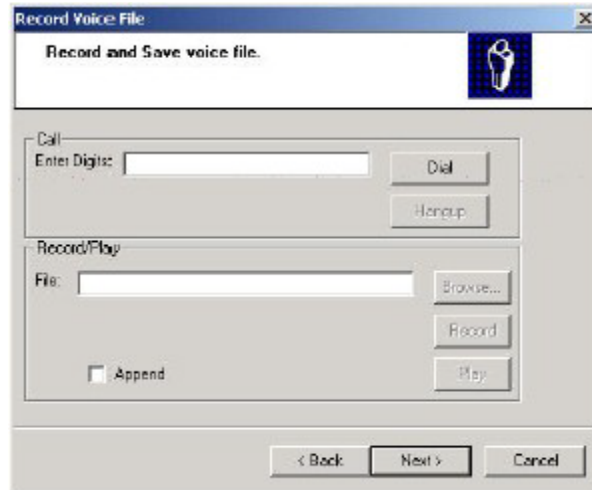 Record Voice File
Record and Save voice file.
Call
Enter Digits:
Dial
Hangup
Record/Play
File:
Browse...
Record
Append
Play
< Back
Next >
Cancel